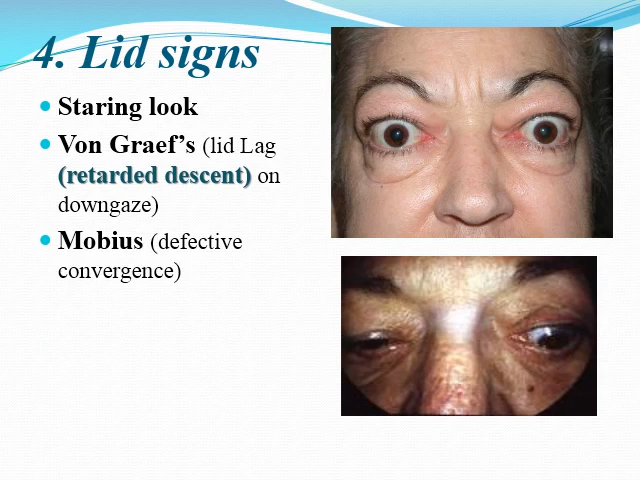 4. Lid signs
Staring look
Von Graef’s (lid Lag
(retarded descent) on
downgaze)
Mobius (defective
convergence)